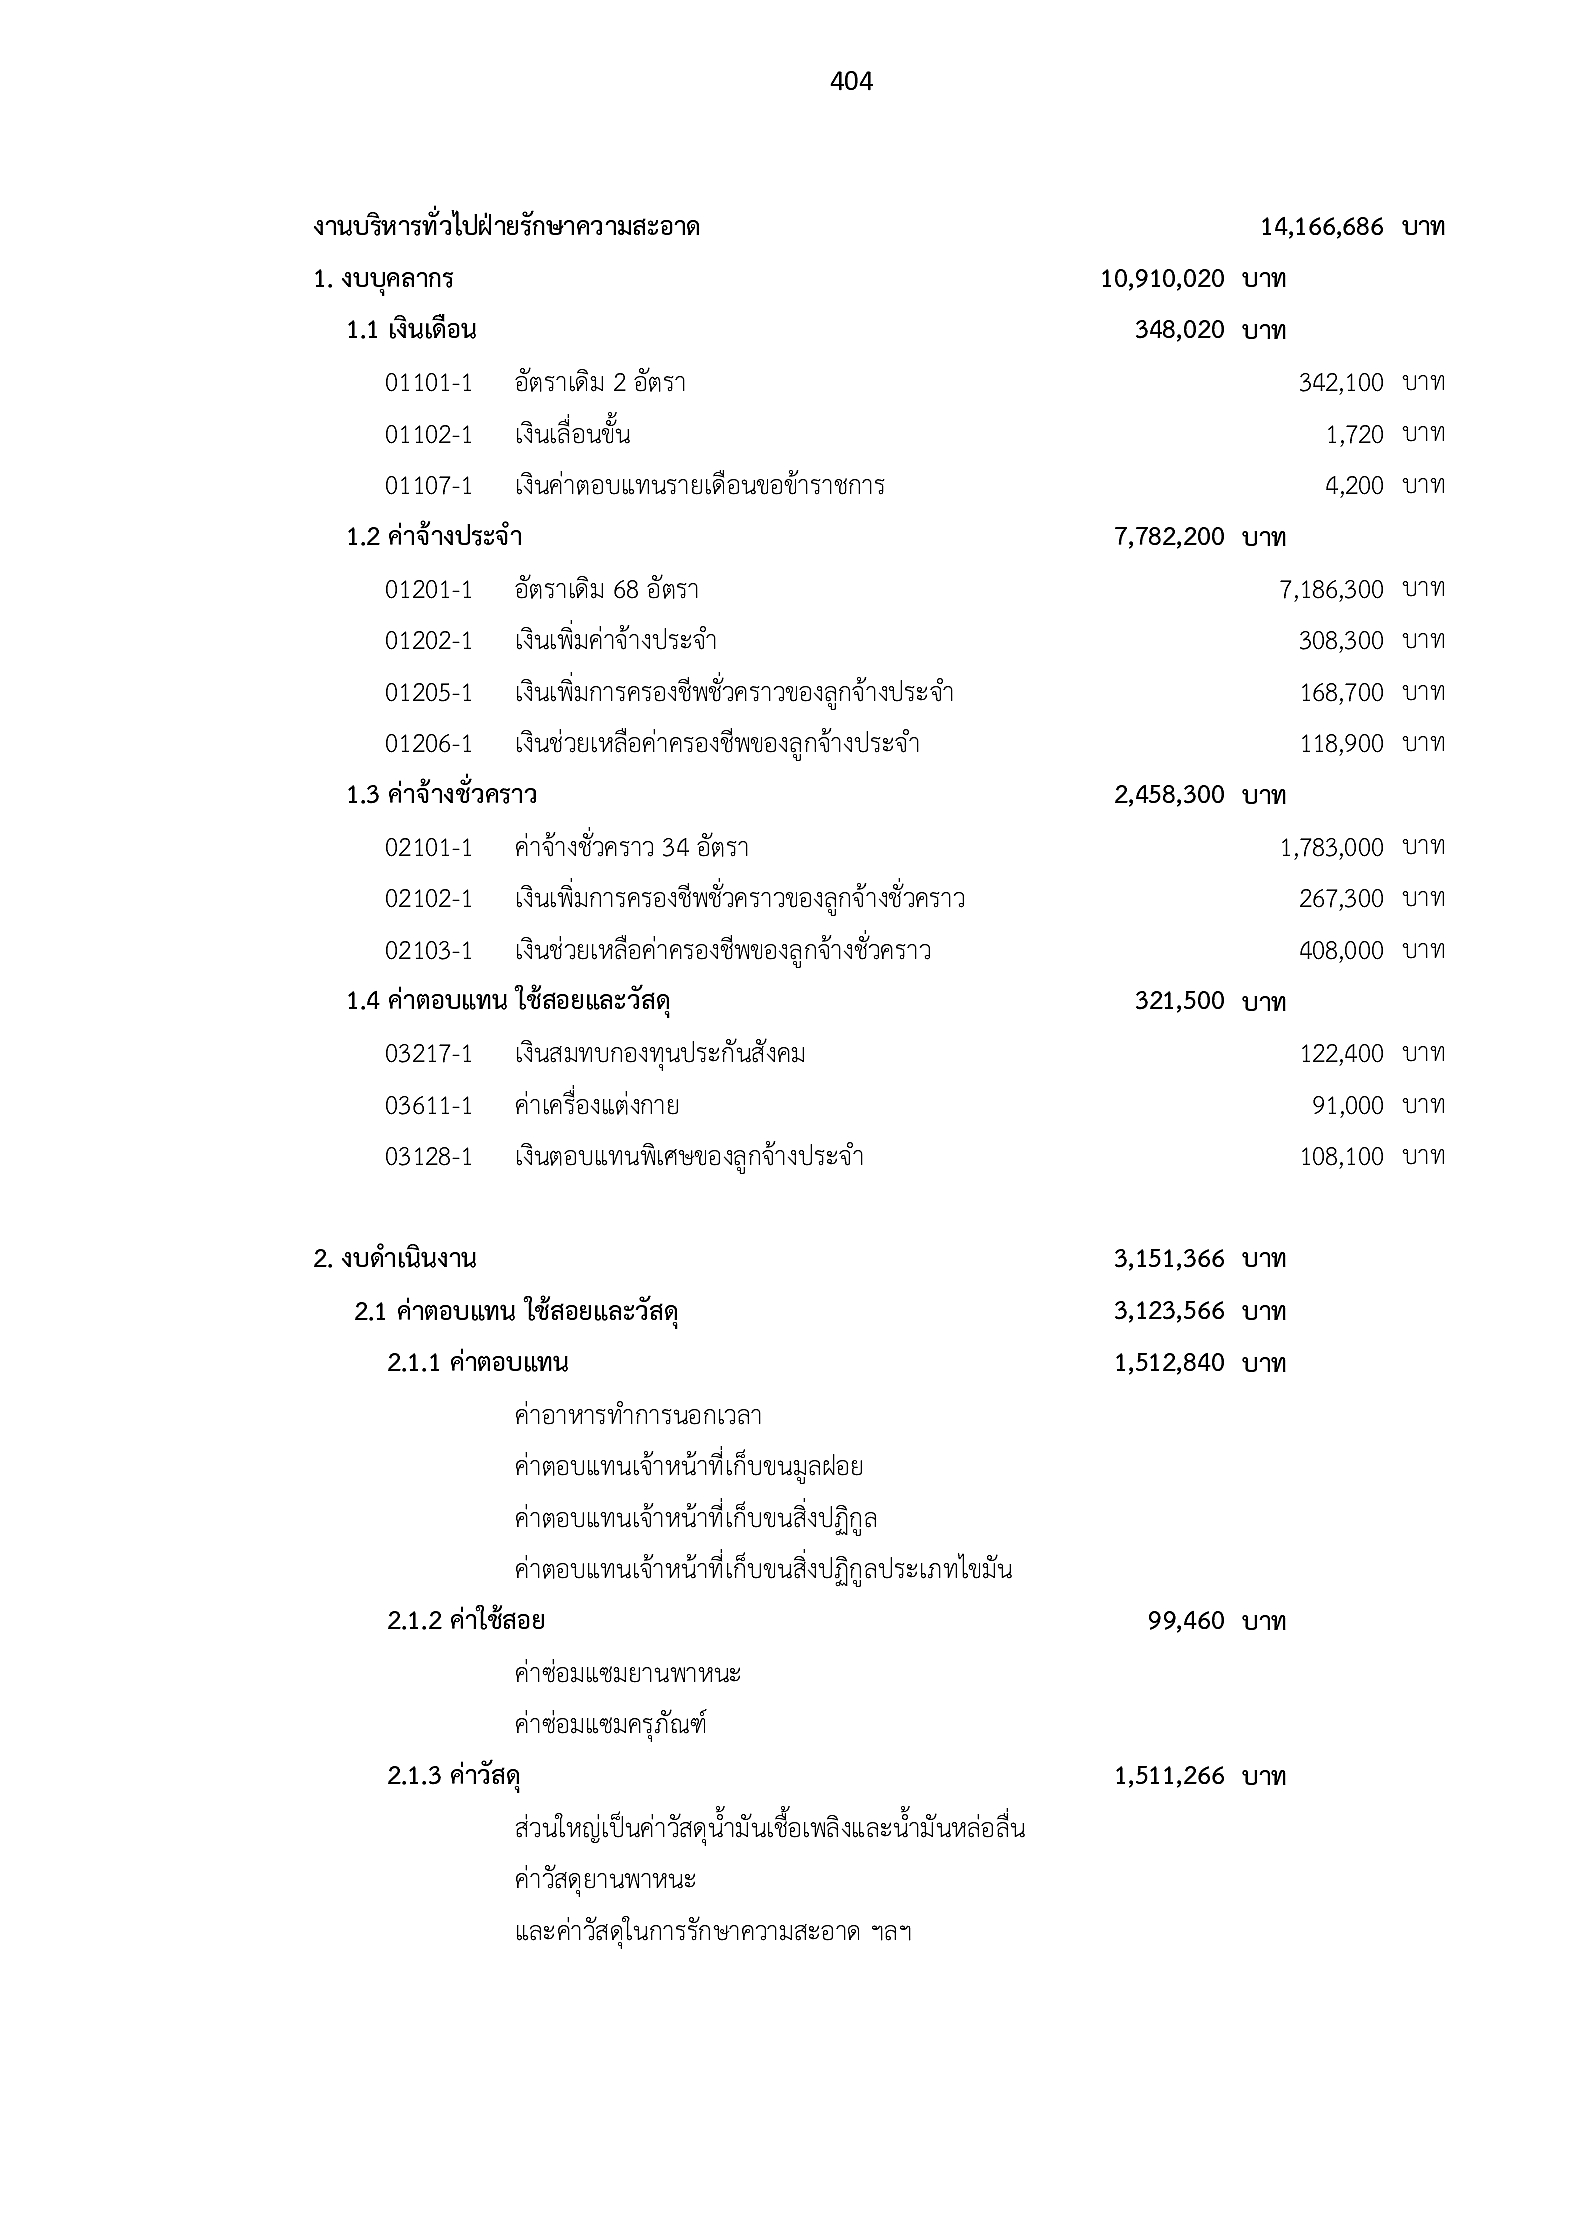 404
งานบริหารทั่วไปฝ่ายรักษาความสะอาด 14,166,686 บาท
1. งบบุคลากร 10,910,020 บาท
1.1 เงินเดือน 348,020 บาท
01101-1 อัตราเดิม 2 อัตรา 342,100 บาท
01102-1 เงินเลื่อนขั้น 1,720 บาท
01107-1 เงินค่าตอบแทนรายเดือนขอข้าราชการ 4,200 บาท
1.2 ค่าจ้างประจำ 7,782,200 บาท
01201-1 อัตราเดิม 68 อัตรา 7,186,300 บาท
01202-1 เงินเพิ่มค่าจ้างประจำ 308,300 บาท
01205-1 เงินเพิ่มการครองชีพชั่วคราวของลูกจ้างประจำ 168,700 บาท
01206-1 เงินช่วยเหลือค่าครองชีพของลูกจ้างประจำ 118,900 บาท
1.3 ค่าจ้างชั่วคราว 2,458,300 บาท
02101-1 ค่าจ้างชั่วคราว 34 อัตรา 1,783,000 บาท
02102-1 เงินเพิ่มการครองชีพชั่วคราวของลูกจ้างชั่วคราว 267,300 บาท
02103-1 เงินช่วยเหลือค่าครองชีพของลูกจ้างชั่วคราว 408,000 บาท
1.4 ค่าตอบแทน ใช้สอยและวัสดุ 321,500 บาท
03217-1 เงินสมทบกองทุนประกันสังคม 122,400 บาท
03611-1 ค่าเครื่องแต่งกาย 91,000 บาท
03128-1 เงินตอบแทนพิเศษของลูกจ้างประจำ 108,100 บาท
2. งบดำเนินงาน 3,151,366 บาท
2.1 ค่าตอบแทน ใช้สอยและวัสดุ 3,123,566 บาท
2.1.1 ค่าตอบแทน 1,512,840 บาท
ค่าอาหารทำการนอกเวลา
ค่าตอบแทนเจ้าหน้าที่เก็บขนมูลฝอย
ค่าตอบแทนเจ้าหน้าที่เก็บขนสิ่งปฏิกูล
ค่าตอบแทนเจ้าหน้าที่เก็บขนสิ่งปฏิกูลประเภทไขมัน
2.1.2 ค่าใช้สอย 99,460 บาท
ค่าซ่อมแซมยานพาหนะ
ค่าซ่อมแซมครุภัณฑ์
2.1.3 ค่าวัสดุ 1,511,266 บาท
ส่วนใหญ่เป็นค่าวัสดุน้ำมันเชื้อเพลิงและน้ำมันหล่อลื่น
ค่าวัสดุยานพาหนะ
และค่าวัสดุในการรักษาความสะอาด ฯลฯ